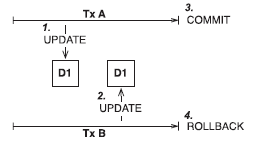 Tx A
3.
COMMIT
1.
UPDATE
D1
D1
2.
UPDATE
4.
ROLLBACK
Tx B